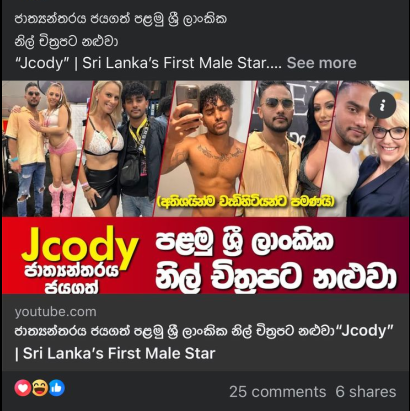 ජාත්‍යන්තරය ජයගත් පළමු ශ්‍රී ලාංකික
නිල් චිත්‍රපට නළුවා
“Jcody” | Sri Lanka’s First Male Star.... See more
i
(අතිශයින්ම වැඩිහිටියන්ට පමණයි)
Jcody
ජාත්‍යන්තරය
ජයගත්
පළමු ශ්‍රී ලාංකික
නිල් චිත්‍රපට නළුවා
youtube.com
ජාත්‍යන්තරය ජයගත් පළමු ශ්‍රී ලාංකික නිල් චිත්‍රපට නළුවා“Jcody”
| Sri Lanka’s First Male Star
25 comments 6 shares